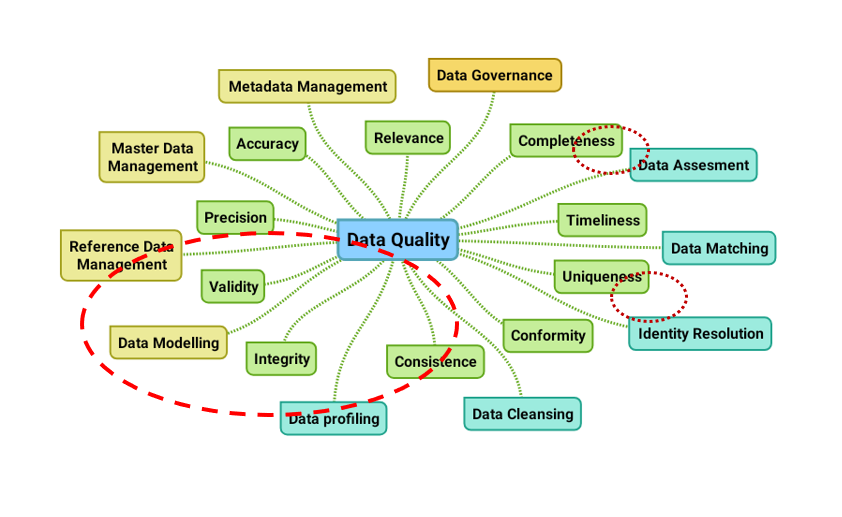 Data Governance
Metadata Management
Relevance
Completeness
Accuracy
Master Data
Management
Data Assesment
Precision
Timeliness
Data Quality
Data Matching
Reference Data
Management
Uniqueness
Validity
Identity Resolution
Conformity
Data Modelling
Integrity
Consistence
Data Cleansing
Data profiling